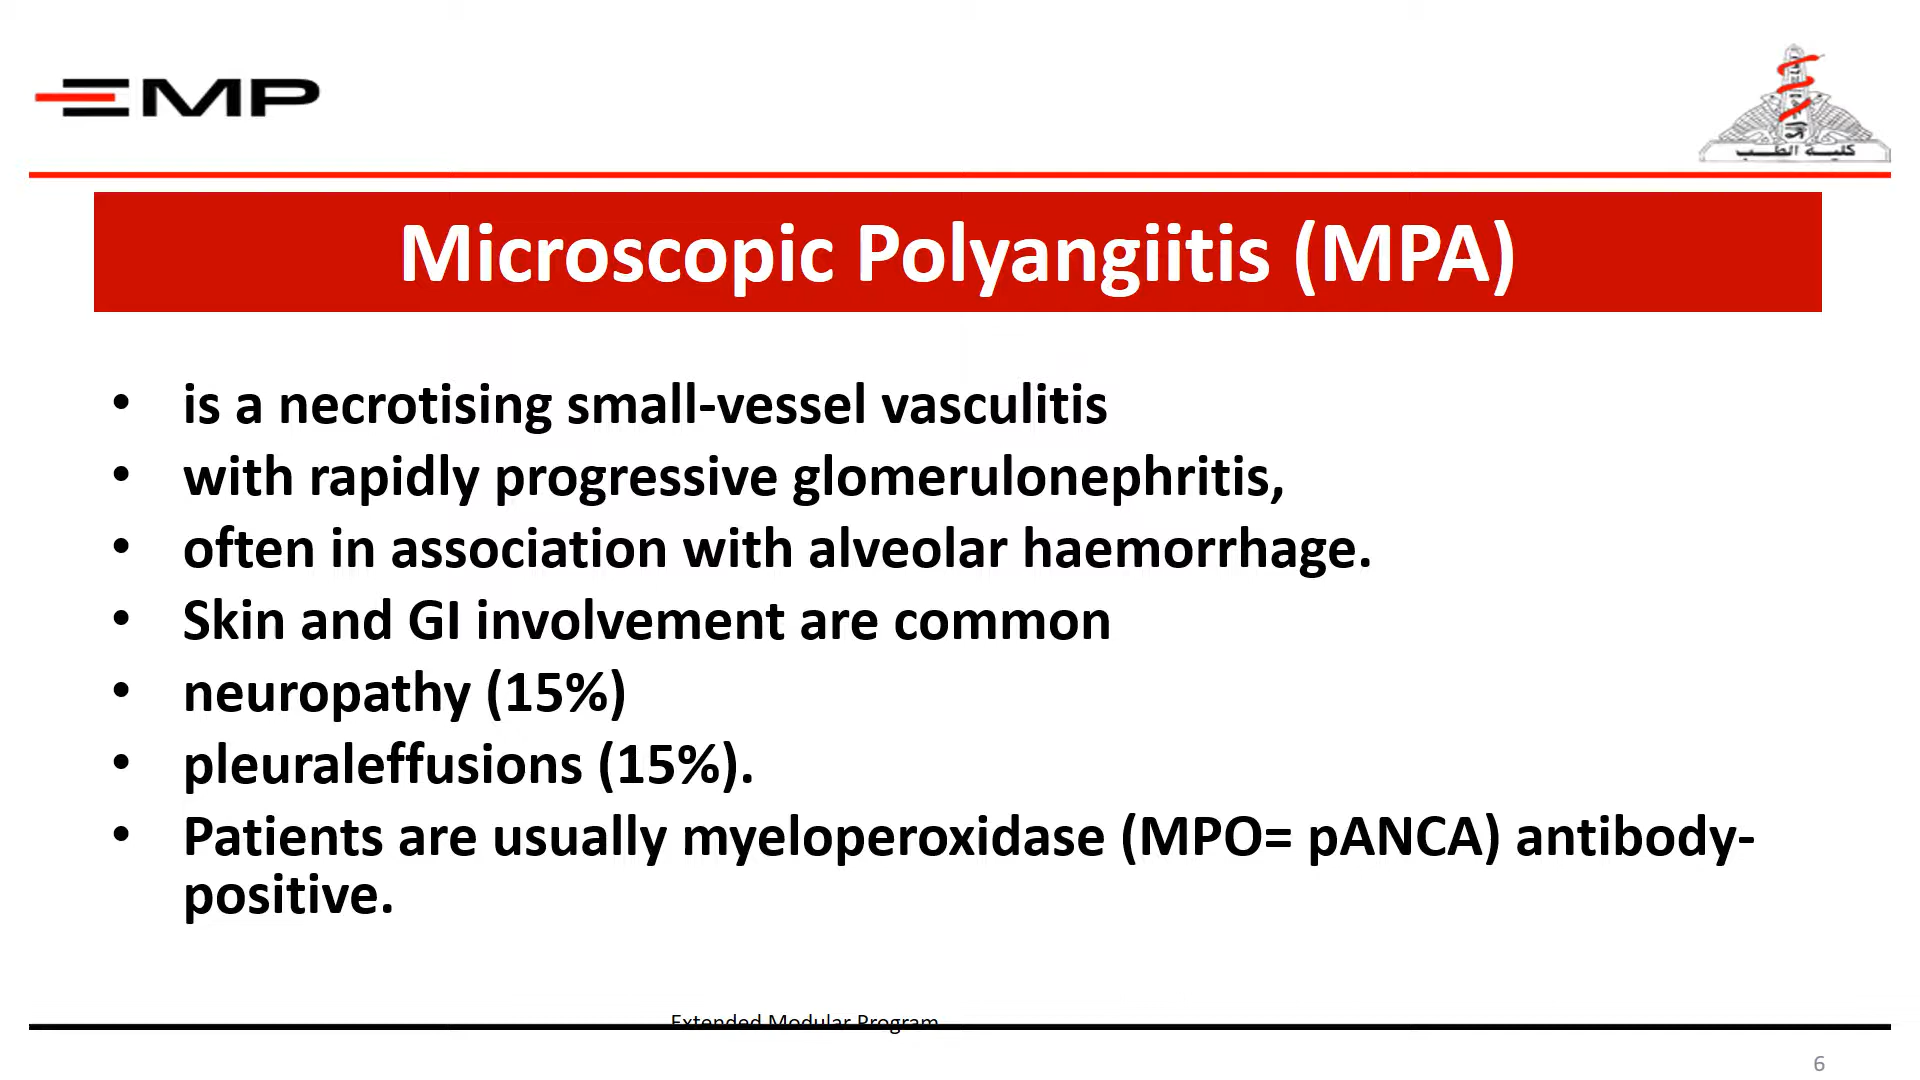 EMP
كلية الطب
Microscopic Polyangiitis (MPA)
• is a necrotising small-vessel vasculitis
• with rapidly progressive glomerulonephritis,
• often in association with alveolar haemorrhage.
• Skin and GI involvement are common
• neuropathy (15%)
• pleuraleffusions (15%).
• Patients are usually myeloperoxidase (MPO= pANCA) antibody-
positive.
Extended Modular Program
6